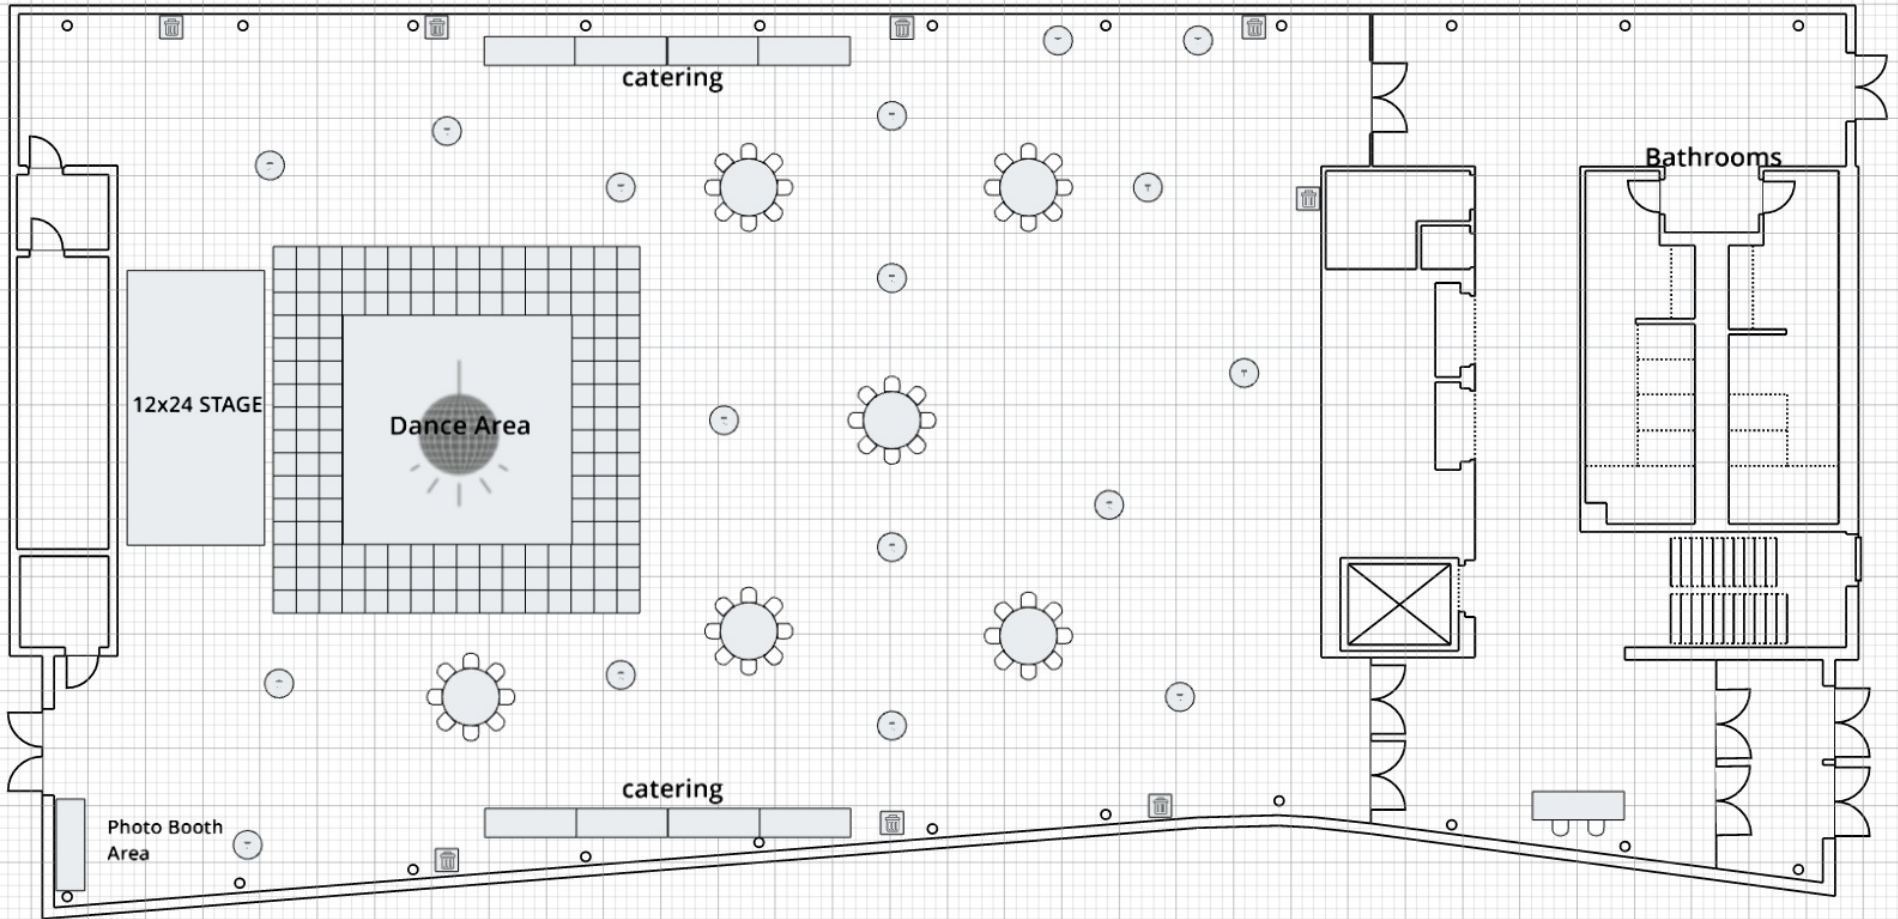 catering
Bathrooms
12x24 STAGE
Dance Area
catering
Photo Booth
Area